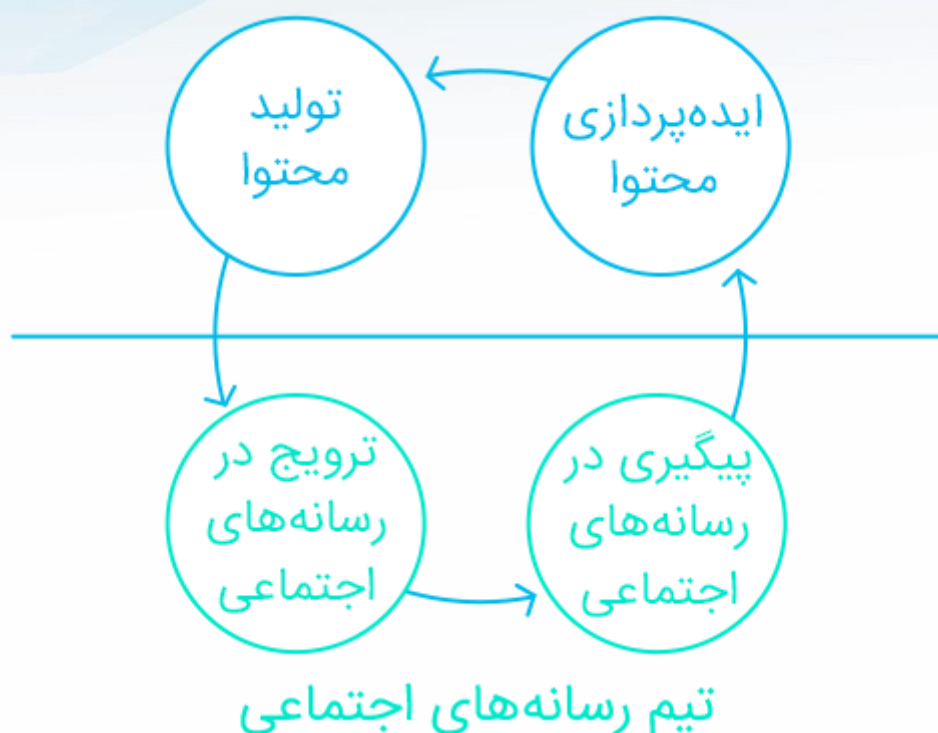 ایده‌پردازی
محتوا
تولید
محتوا
ترویج در
رسانه‌های
اجتماعی
پیگیری در
رسانه‌های
اجتماعی
تیم رسانه‌های اجتماعی